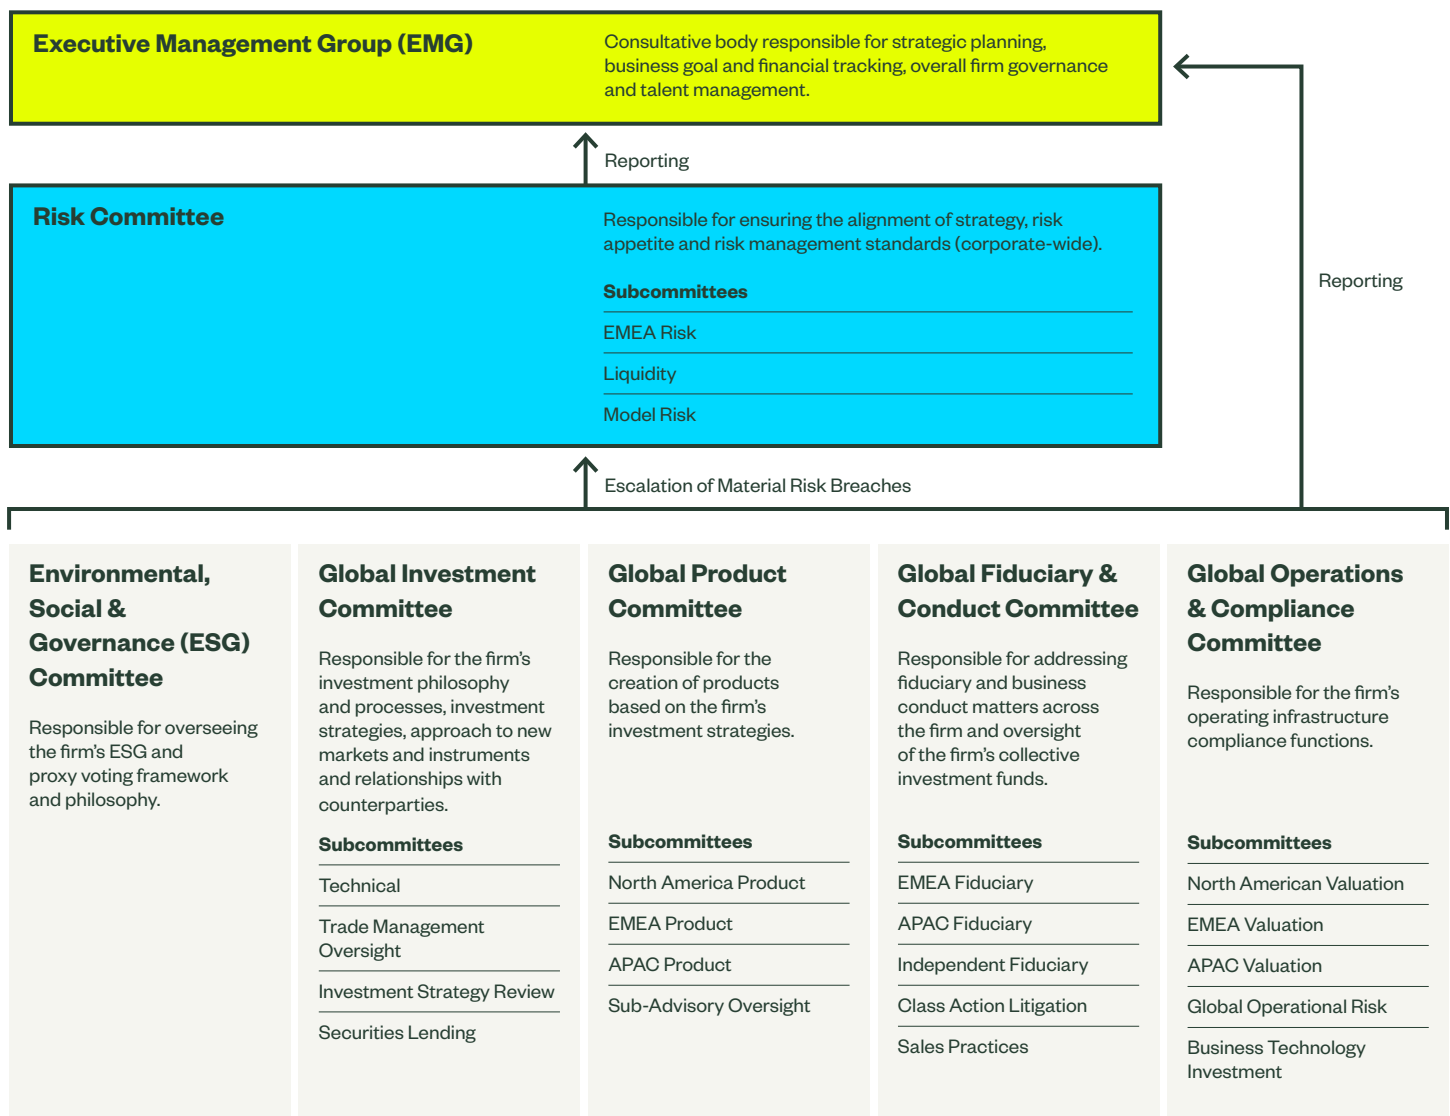 Executive Management Group (EMG)
Consultative body responsible for strategic planning,
business goal and financial tracking, overall firm governance
and talent management.
Reporting
Risk Committee
Responsible for ensuring the alignment of strategy, risk
appetite and risk management standards (corporate-wide).
Subcommittees
EMEA Risk
Liquidity
Model Risk
Reporting
Escalation of Material Risk Breaches
Environmental,
Social &
Governance (ESG)
Committee
Responsible for overseeing
the firm’s ESG and
proxy voting framework
and philosophy.
Global Investment
Committee
Responsible for the firm’s
investment philosophy
and processes, investment
strategies, approach to new
markets and instruments
and relationships with
counterparties.
Subcommittees
Technical
Trade Management
Oversight
Investment Strategy Review
Securities Lending
Global Product
Committee
Responsible for the
creation of products
based on the firm’s
investment strategies.
Subcommittees
North America Product
EMEA Product
APAC Product
Sub-Advisory Oversight
Global Fiduciary &
Conduct Committee
Responsible for addressing
fiduciary and business
conduct matters across
the firm and oversight
of the firm’s collective
investment funds.
Subcommittees
EMEA Fiduciary
APAC Fiduciary
Independent Fiduciary
Class Action Litigation
Sales Practices
Global Operations
& Compliance
Committee
Responsible for the firm’s
operating infrastructure
compliance functions.
Subcommittees
North American Valuation
EMEA Valuation
APAC Valuation
Global Operational Risk
Business Technology
Investment